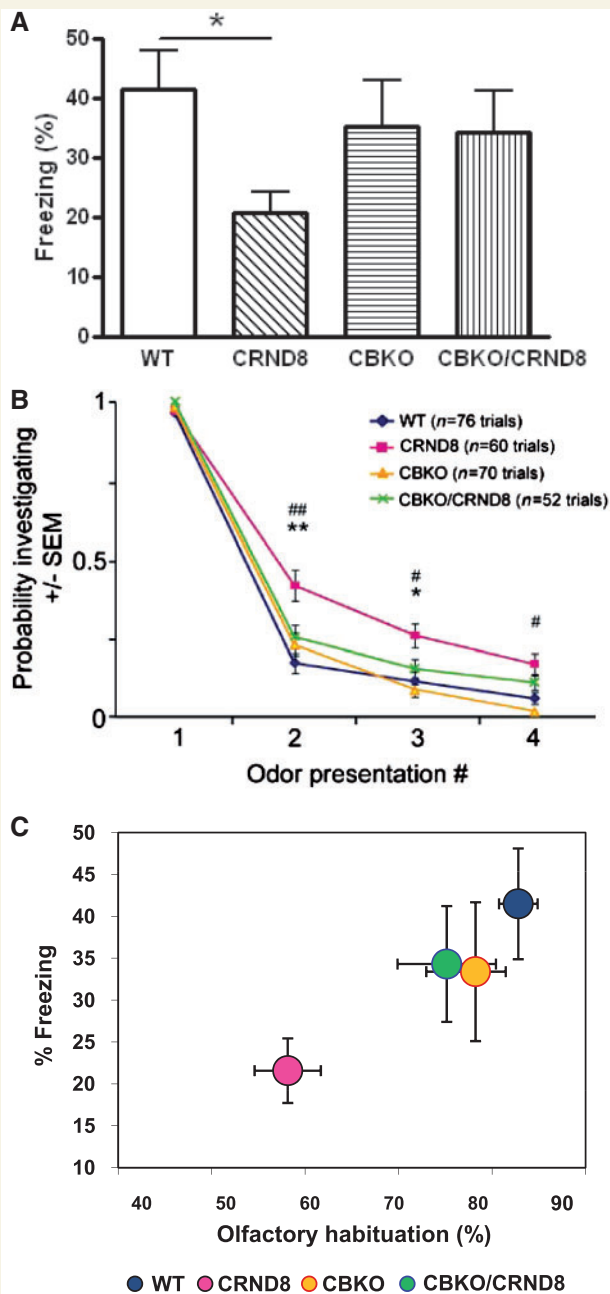 A
*
50
40
30
20
10
0
Freezing (%)
WT CRND8 CBKO CBKO/CRND8
B
1
0.5
0
Probability investigating
+/- SEM
WT (n=76 trials)
CRND8 (n=60 trials)
CBKO (n=70 trials)
CBKO/CRND8 (n=52 trials)
##
**
#
*
#
1 2 3 4
Odor presentation #
C
50
45
40
35
30
25
20
15
10
% Freezing
40 50 60 70 80 90
Olfactory habituation (%)
WT CRND8 CBKO CBKO/CRND8